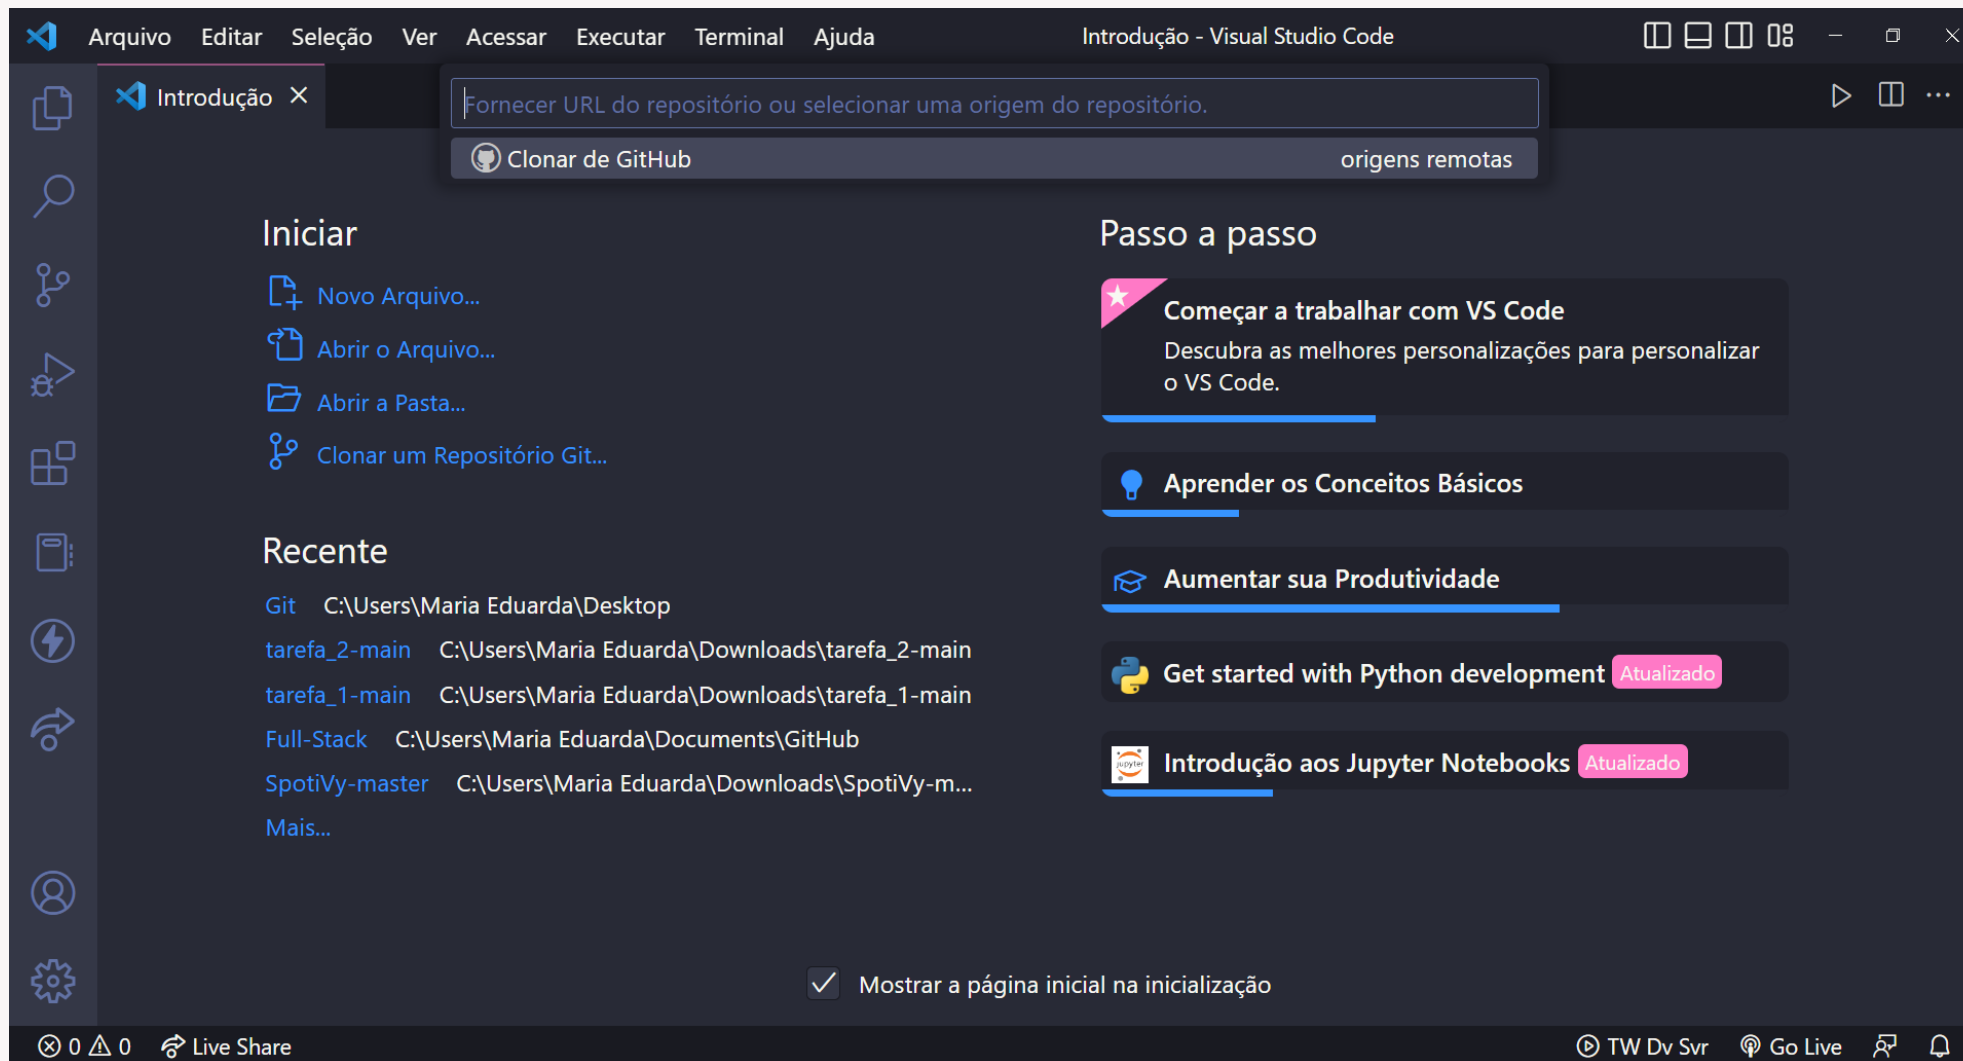 Arquivo Editar Seleção Ver Acessar Executar Terminal Ajuda Introdução - Visual Studio Code
Introdução
Fornecer URL do repositório ou selecionar uma origem do repositório.
Clonar de GitHub origens remotas
Iniciar
Novo Arquivo...
Abrir o Arquivo...
Abrir a Pasta...
Clonar um Repositório Git...
Recente
Git C:\Users\Maria Eduarda\Desktop
tarefa_2-main C:\Users\Maria Eduarda\Downloads\tarefa_2-main
tarefa_1-main C:\Users\Maria Eduarda\Downloads\tarefa_1-main
Full-Stack C:\Users\Maria Eduarda\Documents\GitHub
SpotiVy-master C:\Users\Maria Eduarda\Downloads\SpotiVy-m...
Mais...
Passo a passo
Começar a trabalhar com VS Code
Descubra as melhores personalizações para personalizar
o VS Code.
Aprender os Conceitos Básicos
Aumentar sua Produtividade
Get started with Python development Atualizado
jupyter
Introdução aos Jupyter Notebooks Atualizado
Mostrar a página inicial na inicialização
0 0 Live Share TW Dv Svr Go Live